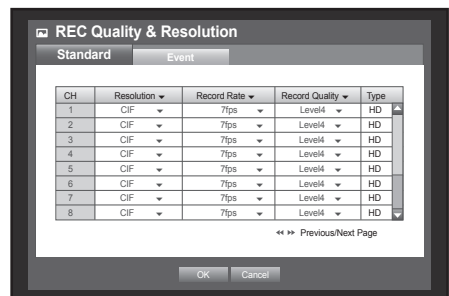 REC Quality & Resolution
Standard Event
CH Resolution Record Rate Record Quality Type
1 CIF 7fps Level4 HD
2 CIF 7fps Level4 HD
3 CIF 7fps Level4 HD
4 CIF 7fps Level4 HD
5 CIF 7fps Level4 HD
6 CIF 7fps Level4 HD
7 CIF 7fps Level4 HD
8 CIF 7fps Level4 HD
Previous/Next Page
OK Cancel